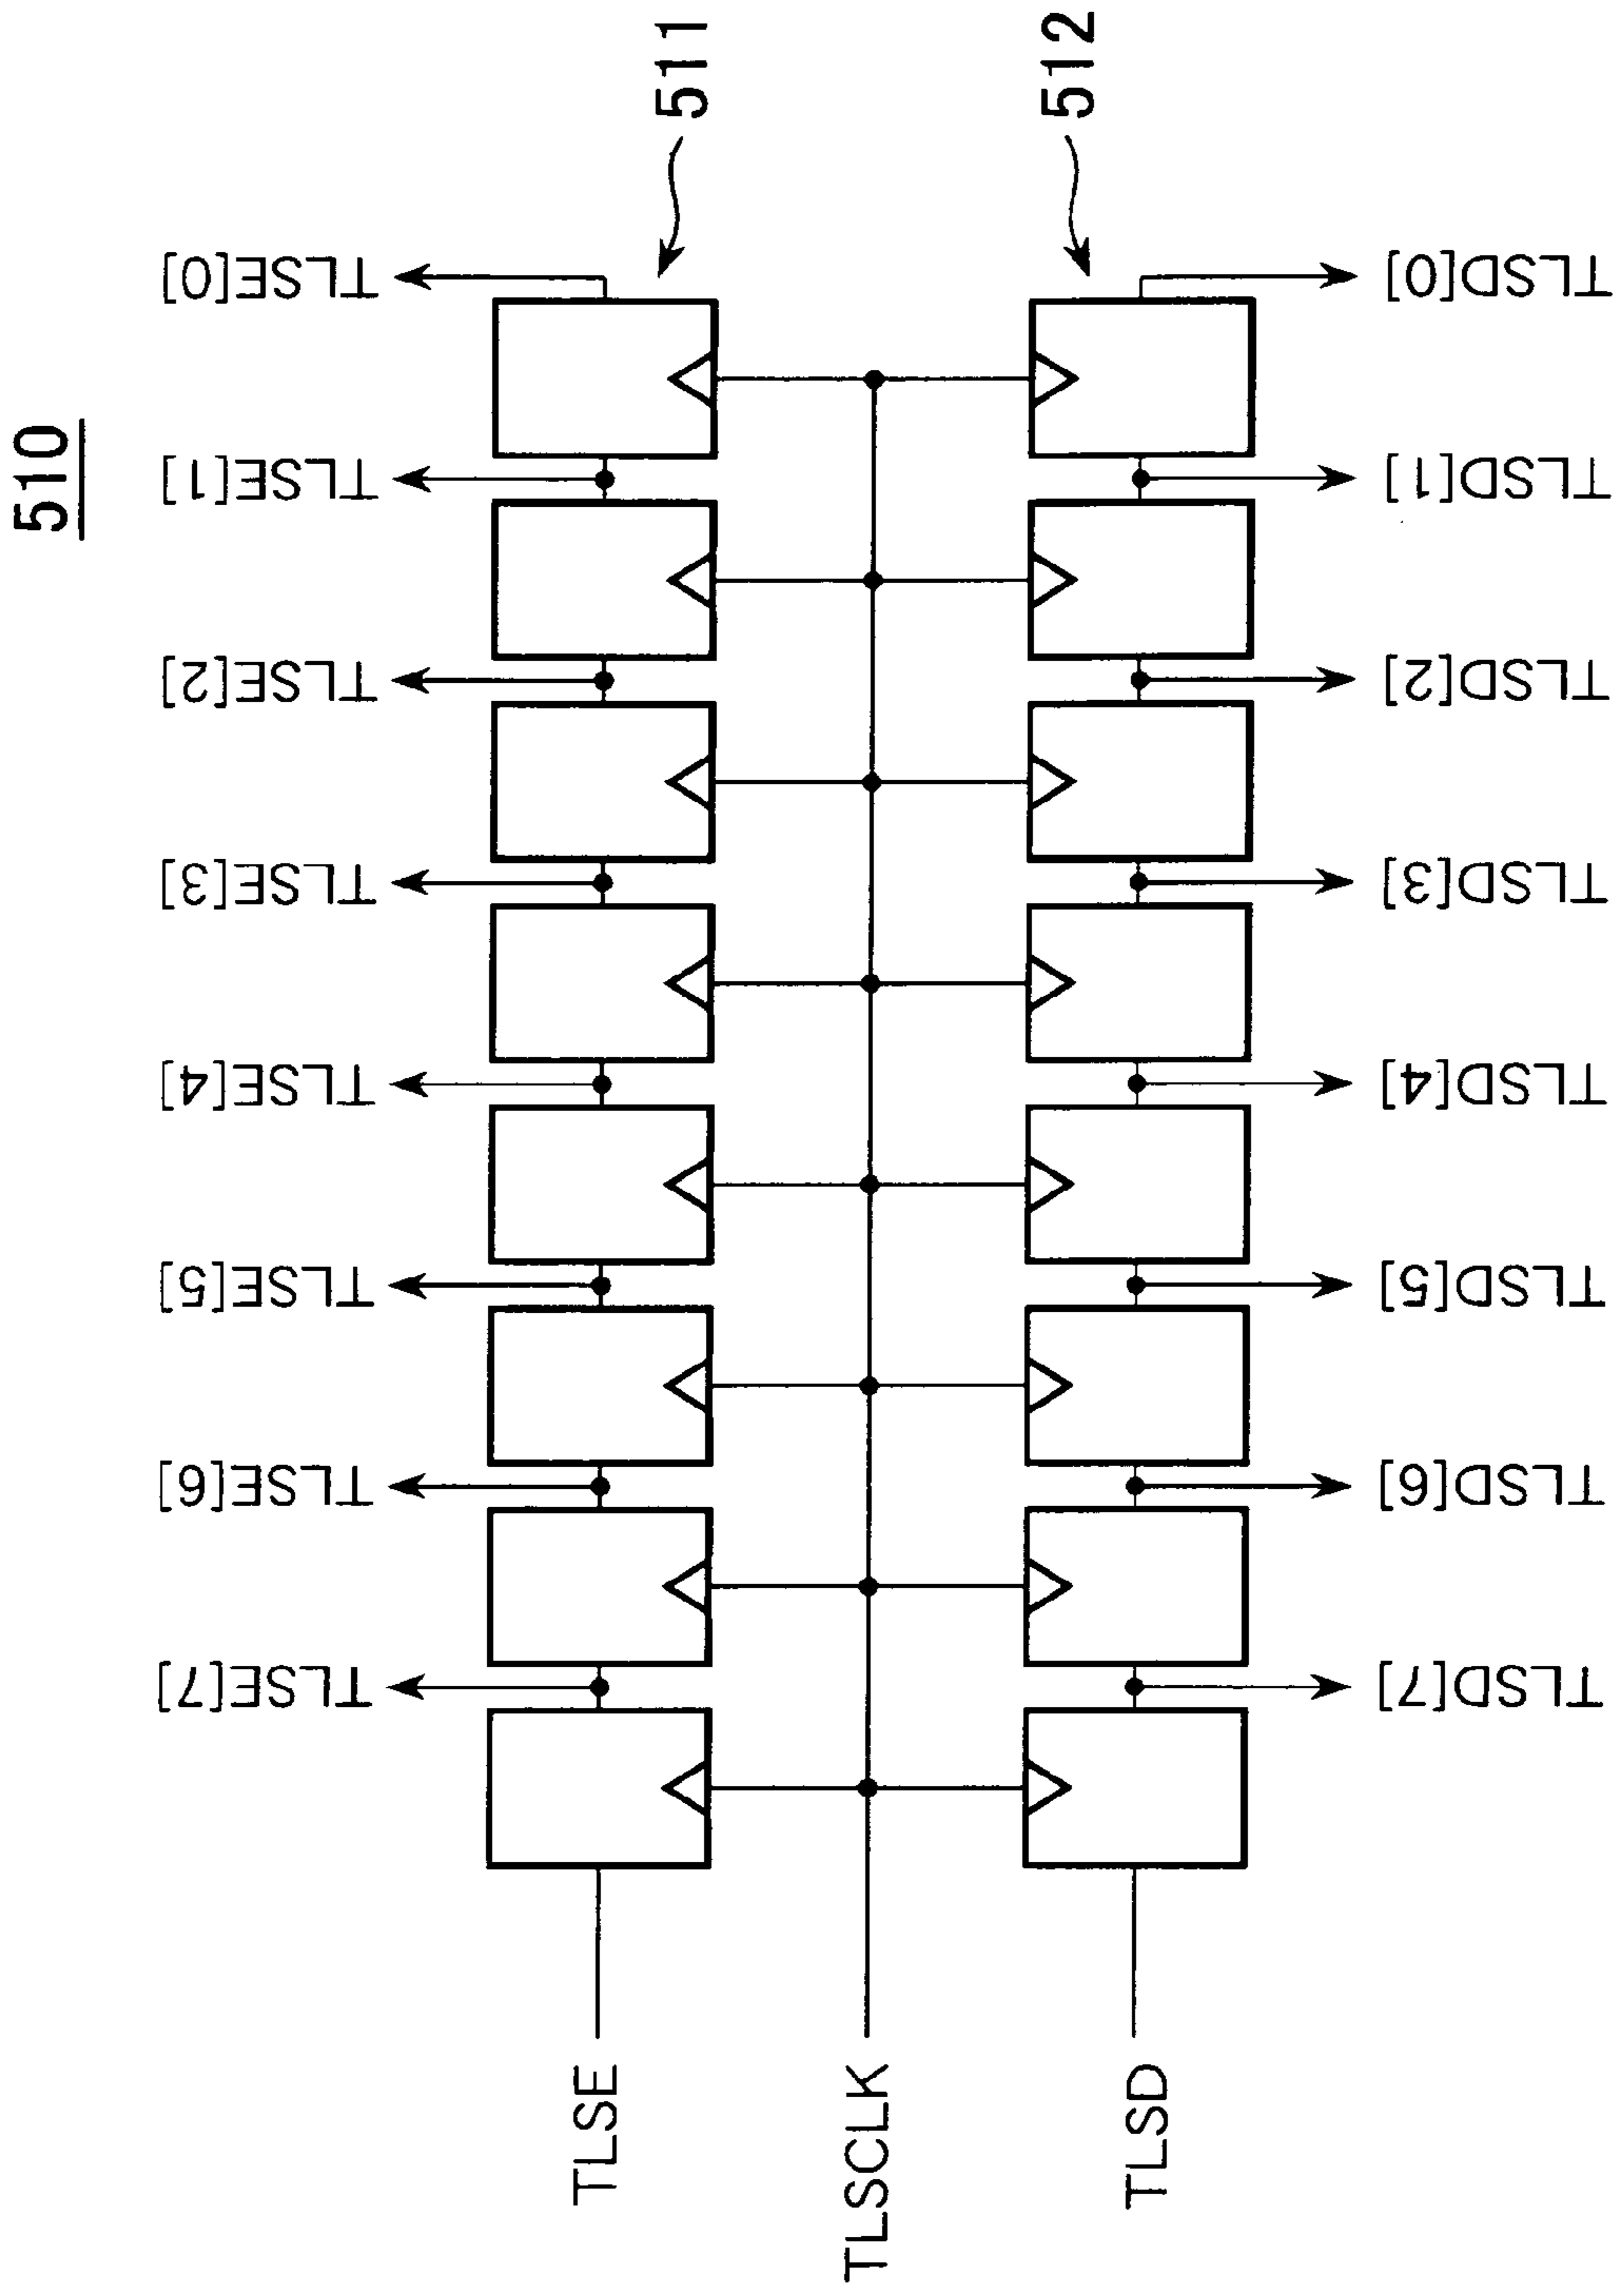 510
511
512
TLSE[7]
TLSE[6]
TLSE[5]
TLSE[4]
TLSE[3]
TLSE[2]
TLSE[1]
TLSE[0]
TLSE
TLSCLK
TLSD
TLSD[7]
TLSD[6]
TLSD[5]
TLSD[4]
TLSD[3]
TLSD[2]
TLSD[1]
TLSD[0]